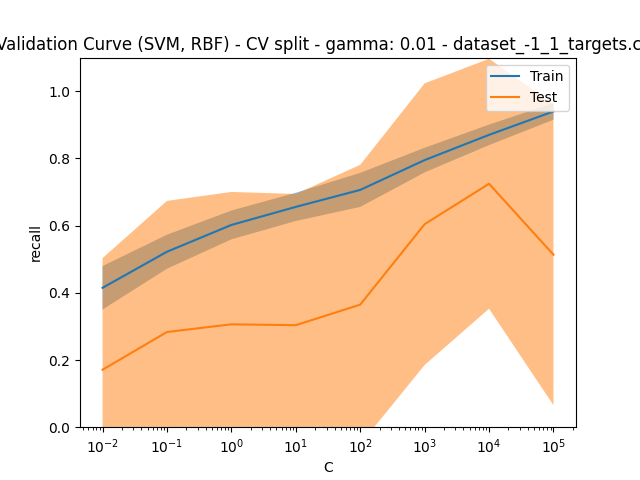 Validation Curve (SVM, RBF) - CV split - gamma: 0.01 - dataset_-1_1_targets.c
Train
Test
recall
1.0
0.8
0.6
0.4
0.2
0.0
10⁻² 10⁻¹ 10⁰ 10¹ 10² 10³ 10⁴ 10⁵
C